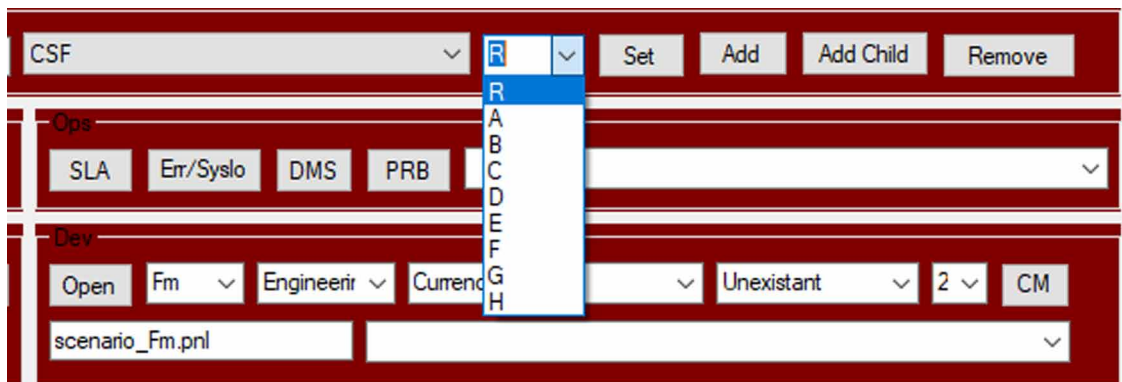 CSF R Set Add Add Child Remove
R
A
B
C
D
E
F
G
H
Ops
SLA Err/Syslo DMS PRB
Dev
Open Fm Engineerir Currenc Unexistant 2 CM
scenario_Fm.pnl